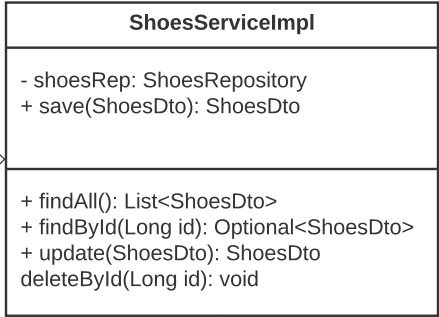 ShoesServiceImpl
- shoesRep: ShoesRepository
+ save(ShoesDto): ShoesDto
+ findAll(): List<ShoesDto>
+ findById(Long id): Optional<ShoesDto>
+ update(ShoesDto): ShoesDto
deleteById(Long id): void